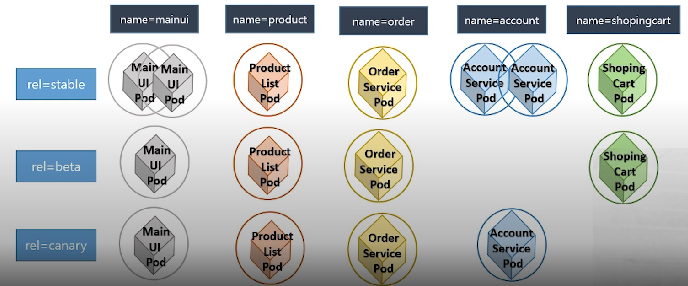 name=mainui
name=product
name=order
name=account
name=shopingcart
rel=stable
Main
UI
Pod
Main
UI
Pod
Product
List
Pod
Order
Service
Pod
Account
Service
Pod
Account
Service
Pod
Shoping
Cart
Pod
rel=beta
Main
UI
Pod
Product
List
Pod
Order
Service
Pod
Shoping
Cart
Pod
rel=canary
Main
UI
Pod
Product
List
Pod
Order
Service
Pod
Account
Service
Pod